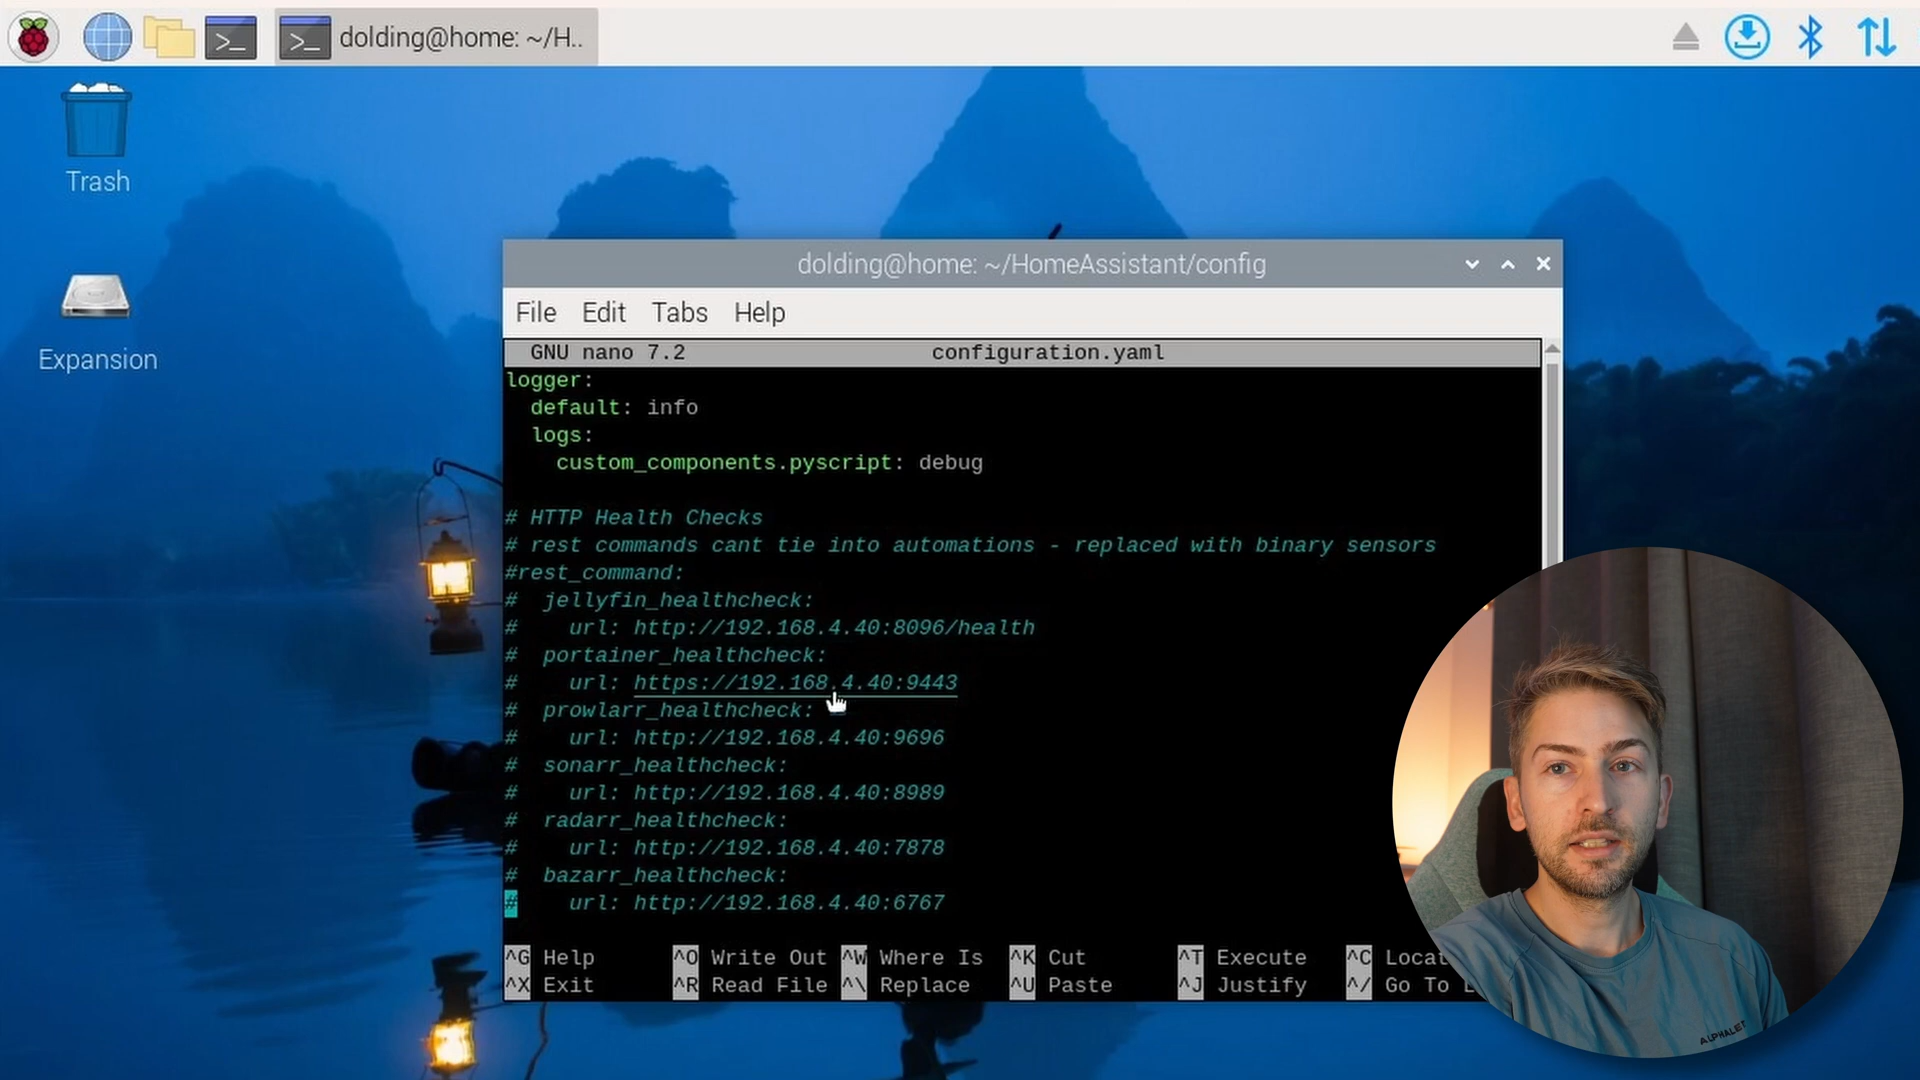 dolding@home: ~/H..
Trash
Expansion
dolding@home: ~/HomeAssistant/config
File Edit Tabs Help
GNU nano 7.2 configuration.yaml
logger:
default: info
logs:
custom_components.pyscript: debug
# HTTP Health Checks
# rest commands cant tie into automations - replaced with binary sensors
#rest_command:
# jellyfin_healthcheck:
# url: http://192.168.4.40:8096/health
# portainer_healthcheck:
# url: https://192.168.4.40:9443
# prowlarr_healthcheck:
# url: http://192.168.4.40:9696
# sonarr_healthcheck:
# url: http://192.168.4.40:8989
# radarr_healthcheck:
# url: http://192.168.4.40:7878
# bazarr_healthcheck:
# url: http://192.168.4.40:6767
^G Help ^O Write Out ^W Where Is ^K Cut ^T Execute ^C Locat
^X Exit ^R Read File ^\ Replace ^U Paste ^J Justify ^/ Go To L
ALPHALETE